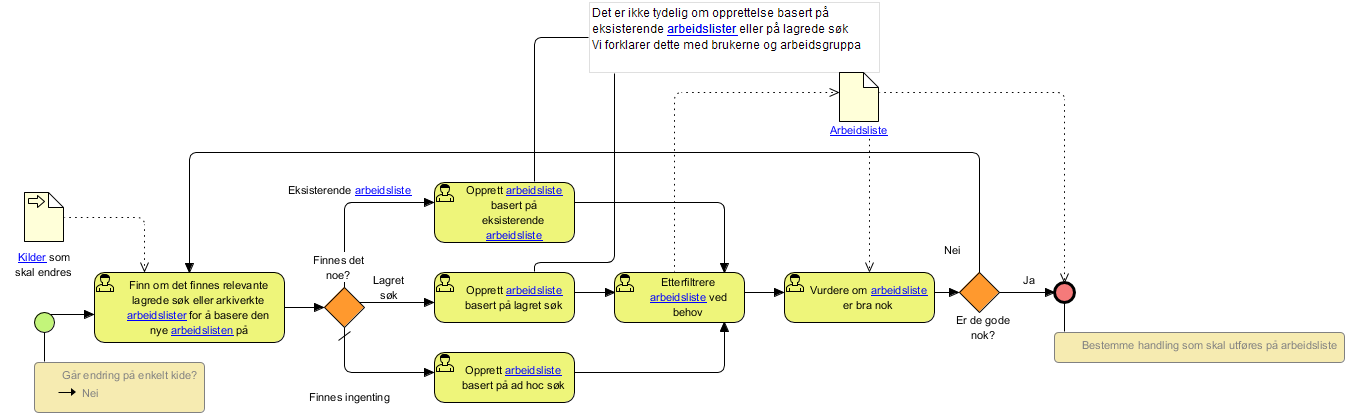 Det er ikke tydelig om opprettelse basert på
eksisterende arbeidslister eller på lagrede søk
Vi forklarer dette med brukerne og arbeidsgruppa
Arbeidsliste
Kilder som
skal endres
Finn om det finnes relevante
lagrede søk eller arkiverkte
arbeidslister for å basere den
nye arbeidslisten på
Går endring på enkelt kide?
Nei
Finnes det
noe?
Eksisterende arbeidsliste
Opprett arbeidsliste
basert på
eksisterende
arbeidsliste
Lagret
søk
Opprett arbeidsliste
basert på lagret søk
Finnes ingenting
Opprett arbeidsliste
basert på ad hoc søk
Etterfiltrere
arbeidsliste ved
behov
Vurdere om arbeidsliste
er bra nok
Nei
Er de gode
nok?
Ja
Bestemme handling som skal utføres på arbeidsliste